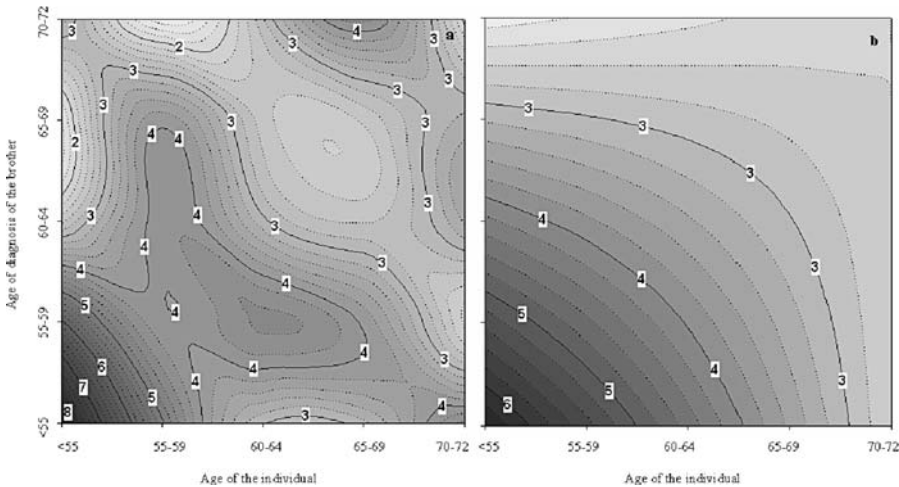 Age of diagnosis of the brother
70-72
65-69
60-64
55-59
<55
a
3 2 3 4 3
3 3 3
3 3
4 4 3 3
2
3 4 3 3
4 4 3
4
5 4
4 3
6 4
7 4
5 4
8 3
<55 55-59 60-64 65-69 70-72
Age of the individual
b
3
3
3
4
3
4
5
4 3
5
6
<55 55-59 60-64 65-69 70-72
Age of the individual